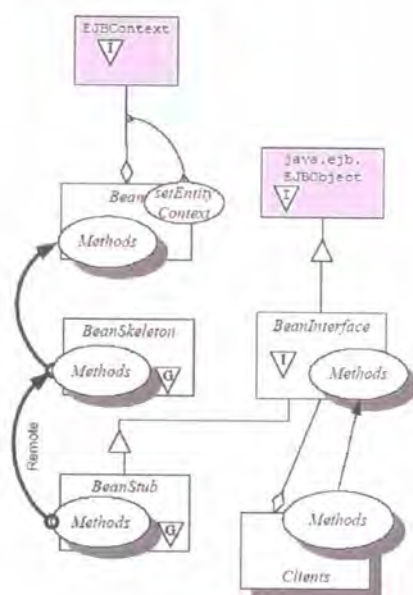 EJBContext
I
java.ejb.
EJBObject
I
Bean
setEntity
Context
Methods
BeanSkeleton
Methods
G
BeanInterface
I
Methods
Remote
BeanStub
Methods
G
Methods
Clients